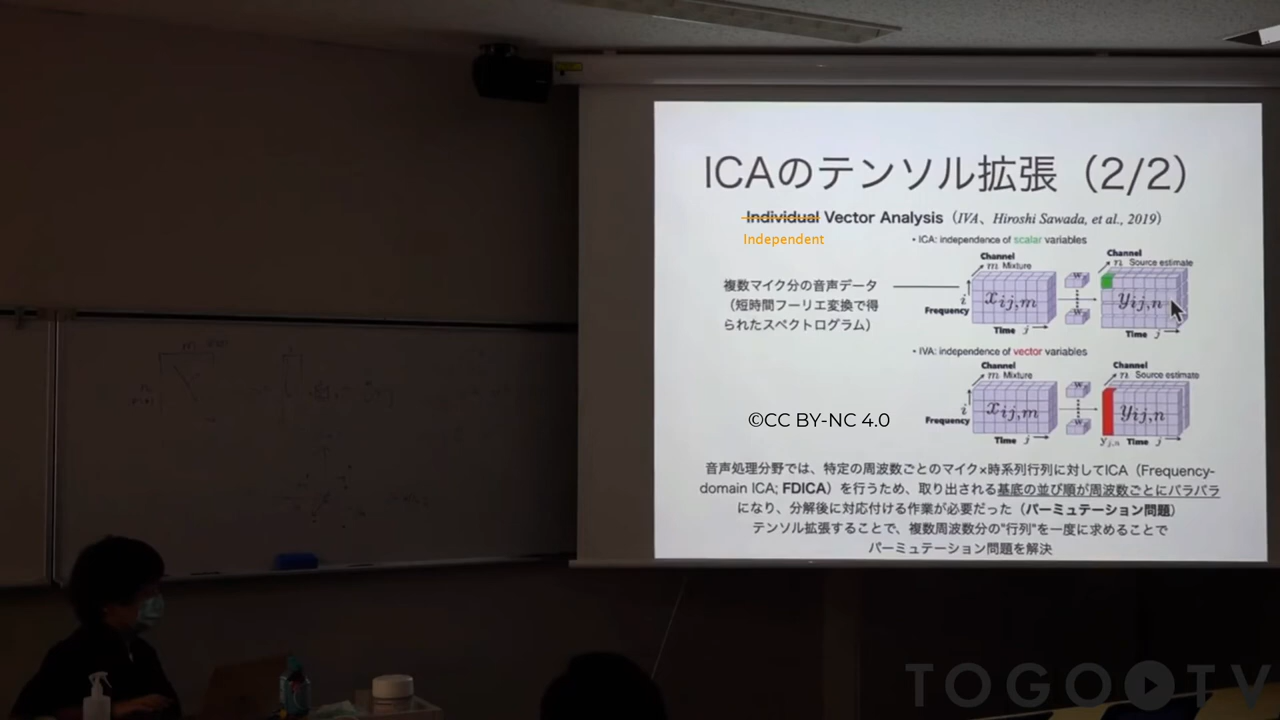 ICAのテンソル拡張（2/2）
Individual Vector Analysis（IVA、Hiroshi Sawada, et al., 2019）
Independent
• ICA: independence of scalar variables
Channel
m Mixture
Channel
n Source estimate
複数マイク分の音声データ
（短時間フーリエ変換で得
られたスペクトログラム）
i
Frequency
x_{ij,m}
y_{ij,n}
Time j
Time j
• IVA: independence of vector variables
Channel
m Mixture
Channel
n Source estimate
i
Frequency
x_{ij,m}
y_{ij,n}
Time j
y_{j,n} Time j
©CC BY-NC 4.0
音声処理分野では、特定の周波数ごとのマイク×時系列行列に対してICA（Frequency-
domain ICA; FDICA）を行うため、取り出される基底の並び順が周波数ごとにバラバラ
になり、分解後に対応付ける作業が必要だった（パーミュテーション問題）
テンソル拡張することで、複数周波数分の"行列"を一度に求めることで
パーミュテーション問題を解決
TOGO TV